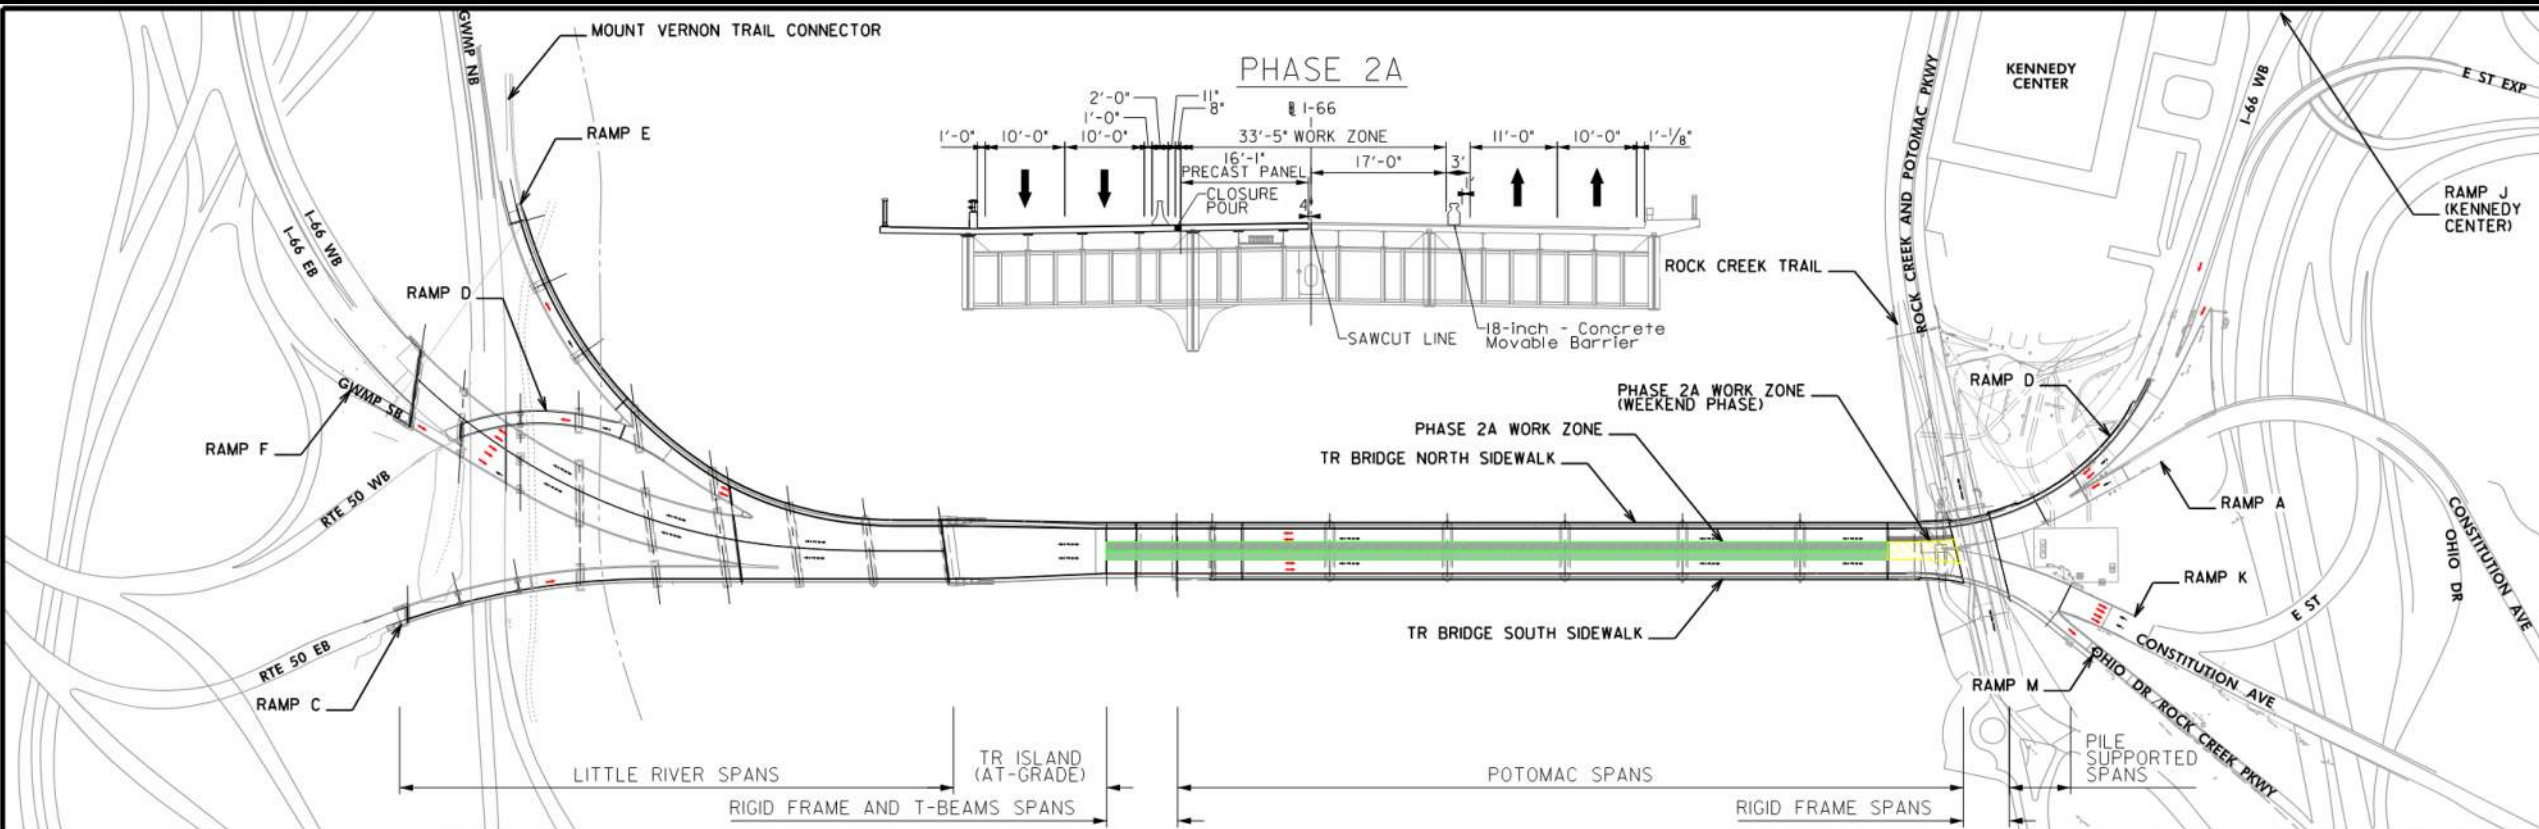 GWMP NB
MOUNT VERNON TRAIL CONNECTOR
PHASE 2A
2'-0"
11"
8"
1'-0"
I-66
1'-0"
10'-0"
10'-0"
33'-5" WORK ZONE
11'-0"
10'-0"
1'-1/8"
16'-1"
PRECAST PANEL
17'-0"
3'
1'
CLOSURE
POUR
4"
SAWCUT LINE
18-inch - Concrete
Movable Barrier
RAMP E
I-66 WB
I-66 EB
RAMP D
GWMP SB
RAMP F
RTE 50 WB
RTE 50 EB
RAMP C
ROCK CREEK AND POTOMAC PKWY
KENNEDY
CENTER
I-66 WB
E ST EXP
RAMP J
(KENNEDY
CENTER)
ROCK CREEK TRAIL
RAMP D
PHASE 2A WORK ZONE
(WEEKEND PHASE)
PHASE 2A WORK ZONE
TR BRIDGE NORTH SIDEWALK
TR BRIDGE SOUTH SIDEWALK
RAMP A
CONSTITUTION AVE
OHIO DR
RAMP K
E ST
CONSTITUTION AVE
OHIO DR/ROCK CREEK PKWY
RAMP M
LITTLE RIVER SPANS
TR ISLAND
(AT-GRADE)
POTOMAC SPANS
PILE
SUPPORTED
SPANS
RIGID FRAME AND T-BEAMS SPANS
RIGID FRAME SPANS